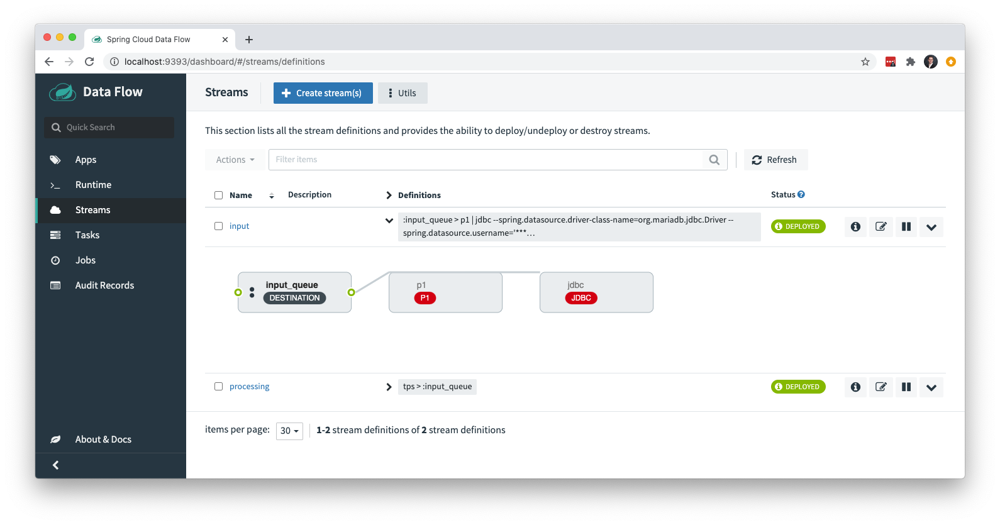 Spring Cloud Data Flow
localhost:9393/dashboard/#/streams/definitions
Data Flow
Quick Search
Apps
Runtime
Streams
Tasks
Jobs
Audit Records
About & Docs
Streams
Create stream(s)
Utils
This section lists all the stream definitions and provides the ability to deploy/undeploy or destroy streams.
Actions
Filter items
Refresh
Name
Description
Definitions
Status
input
:input_queue > p1 | jdbc --spring.datasource.driver-class-name=org.mariadb.jdbc.Driver --
spring.datasource.username='***…
DEPLOYED
input_queue
DESTINATION
p1
P1
jdbc
JDBC
processing
tps > :input_queue
DEPLOYED
items per page:
30
1-2 stream definitions of 2 stream definitions